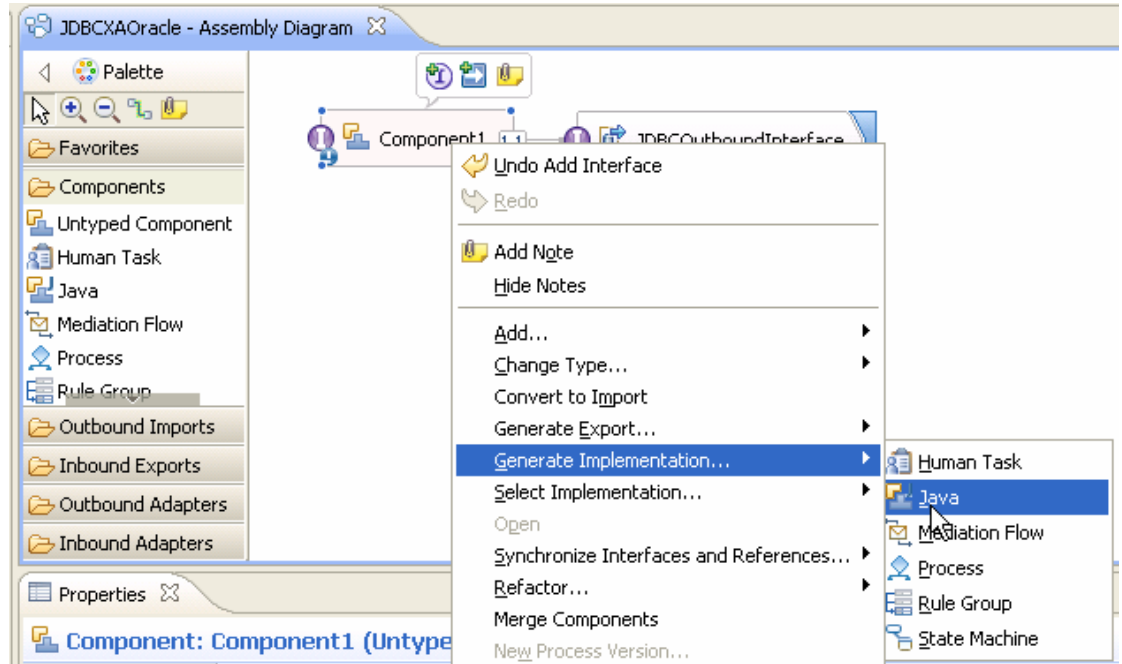 JDBCXAOracle - Assembly Diagram
Palette
Favorites
Components
Untyped Component
Human Task
Java
Mediation Flow
Process
Rule Group
Outbound Imports
Inbound Exports
Outbound Adapters
Inbound Adapters
Component1
1..1
JDBCOutboundInterface
Undo Add Interface
Redo
Add Note
Hide Notes
Add...
Change Type...
Convert to Import
Generate Export...
Generate Implementation...
Select Implementation...
Open
Synchronize Interfaces and References...
Refactor...
Merge Components
New Process Version...
Human Task
Java
Mediation Flow
Process
Rule Group
State Machine
Properties
Component: Component1 (Untype